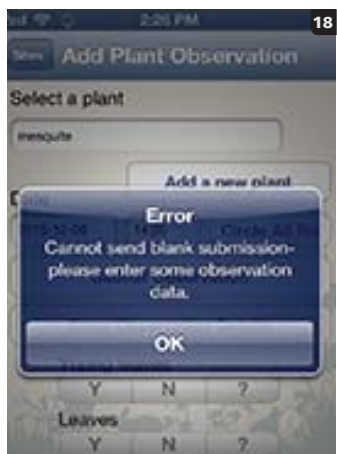 2:26 PM
18
Add Plant Observation
Select a plant
mesquite
Add a new plant
Error
Cannot send blank submission-
please enter some observation
data.
OK
Y N ?
Leaves
Y N ?